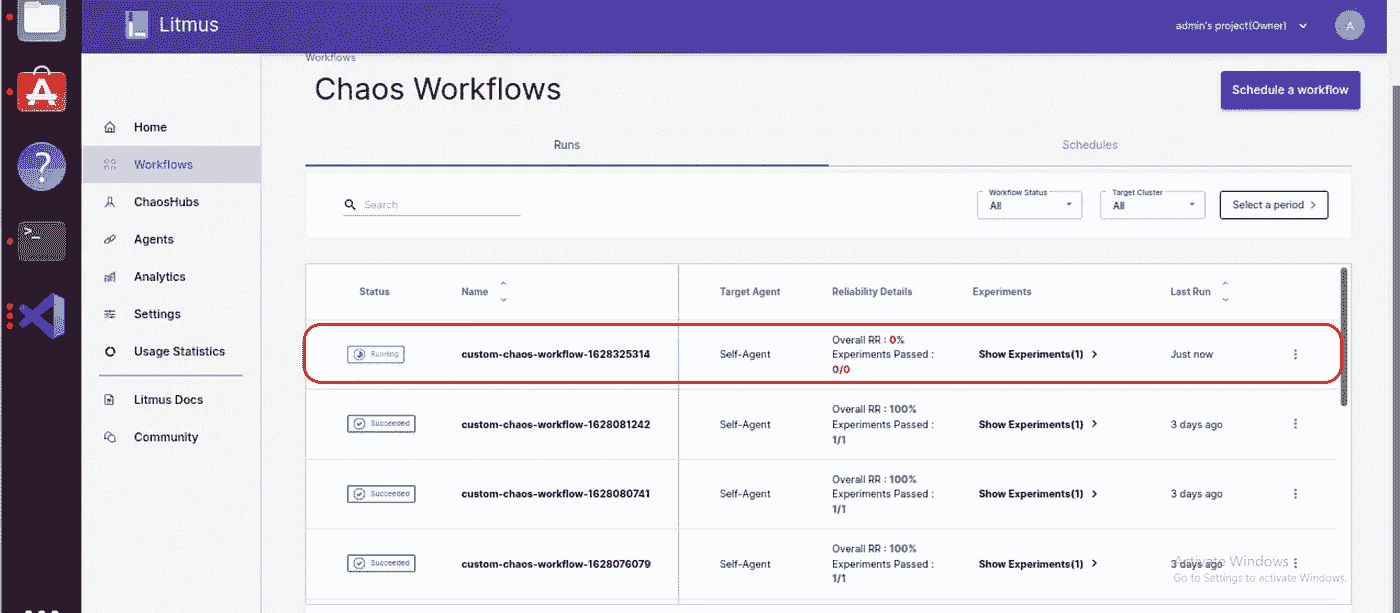 Litmus
admin's project(Owner)
A
Workflows
Chaos Workflows
Schedule a workflow
Home
Workflows
ChaosHubs
Agents
Analytics
Settings
Usage Statistics
Litmus Docs
Community
Runs
Schedules
Search
Workflow Status
All
Target Cluster
All
Select a period
Status
Name
Target Agent
Reliability Details
Experiments
Last Run
Running
custom-chaos-workflow-1628325314
Self-Agent
Overall RR : 0%
Experiments Passed :
0/0
Show Experiments(1)
Just now
Succeeded
custom-chaos-workflow-1628081242
Self-Agent
Overall RR : 100%
Experiments Passed :
1/1
Show Experiments(1)
3 days ago
Succeeded
custom-chaos-workflow-1628080741
Self-Agent
Overall RR : 100%
Experiments Passed :
1/1
Show Experiments(1)
3 days ago
Succeeded
custom-chaos-workflow-1628076079
Self-Agent
Overall RR : 100%
Experiments Passed :
1/1
Show Experiments(1)
3 days ago
Activate Windows
Go to Settings to activate Windows.